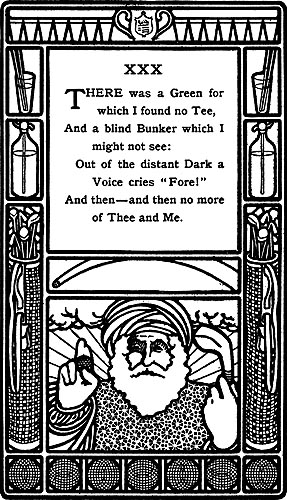 XXX
THERE was a Green for
which I found no Tee,
And a blind Bunker which I
might not see:
Out of the distant Dark a
Voice cries "Fore!"
And then—and then no more
of Thee and Me.